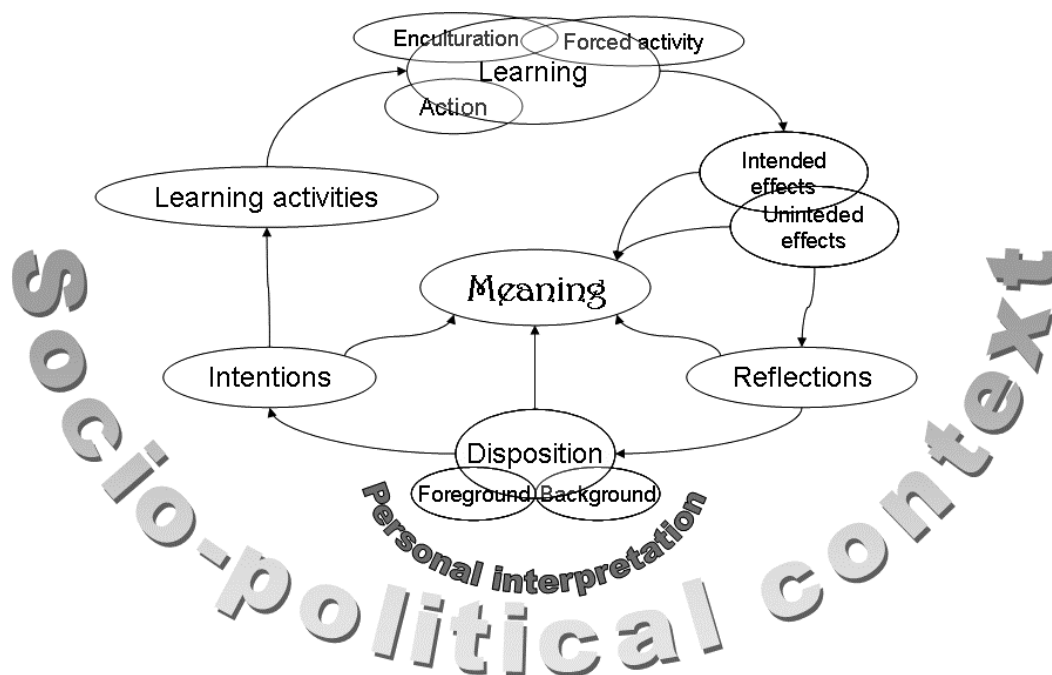 Enculturation
Forced activity
Learning
Action
Intended
effects
Uninteded
effects
Learning activities
Meaning
Intentions
Reflections
Disposition
Foreground
Background
Personal interpretation
Socio-political context